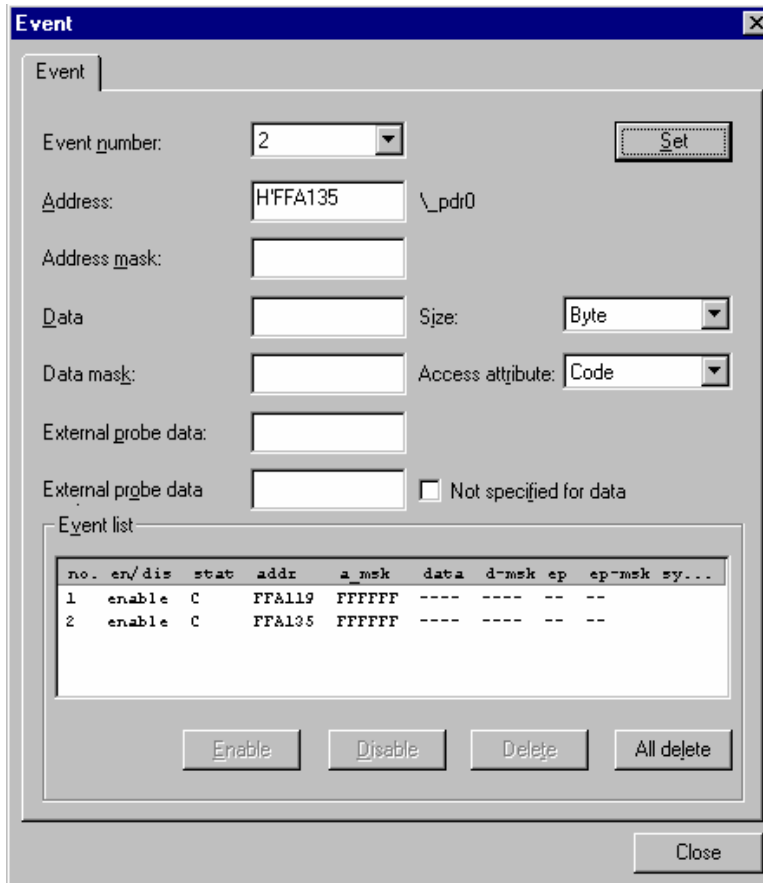 Event
Event
Event number: 2 Set
Address: H'FFA135 \_pdr0
Address mask:
Data Size: Byte
Data mask: Access attribute: Code
External probe data:
External probe data Not specified for data
Event list
no. en/dis stat addr a_msk data d-msk ep ep-msk sy...
1 enable C FFA119 FFFFFF ---- ---- -- --
2 enable C FFA135 FFFFFF ---- ---- -- --
Enable Disable Delete All delete
Close